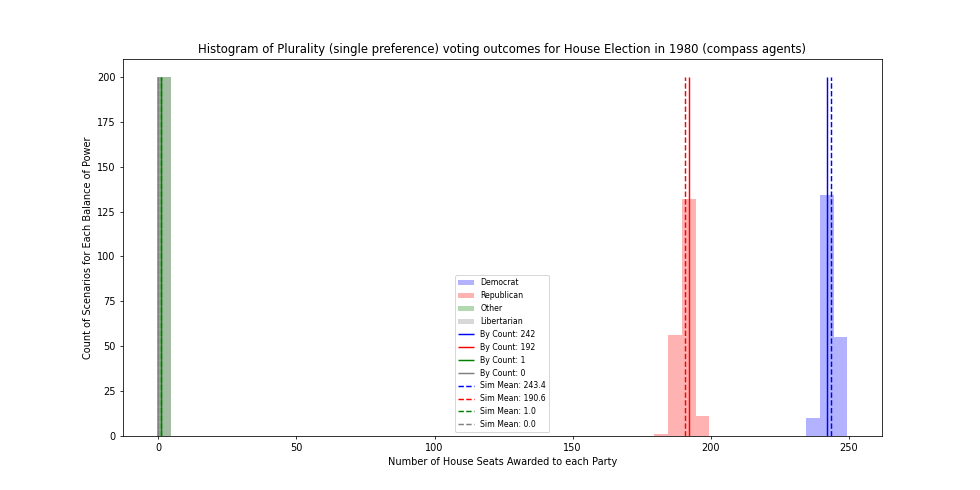 Histogram of Plurality (single preference) voting outcomes for House Election in 1980 (compass agents)
Count of Scenarios for Each Balance of Power
200
175
150
125
100
75
50
25
0
Democrat
Republican
Other
Libertarian
By Count: 242
By Count: 192
By Count: 1
By Count: 0
Sim Mean: 243.4
Sim Mean: 190.6
Sim Mean: 1.0
Sim Mean: 0.0
0 50 100 150 200 250
Number of House Seats Awarded to each Party